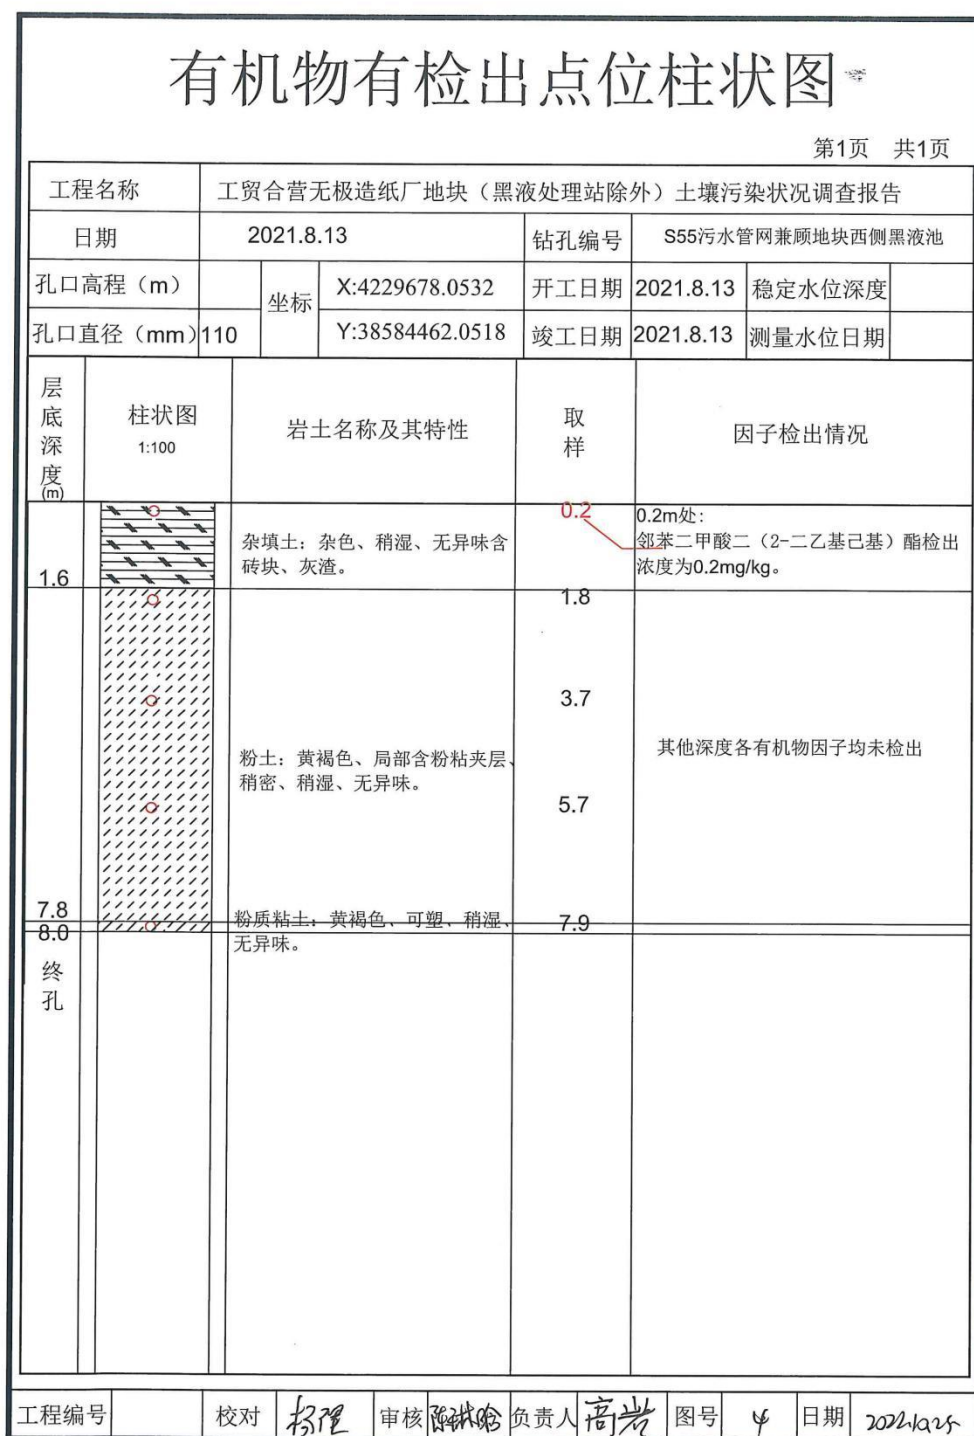 有机物有检出点位柱状图
第1页 共1页
工程名称 工贸合营无极造纸厂地块（黑液处理站除外）土壤污染状况调查报告
日期 2021.8.13 钻孔编号 S55污水管网兼顾地块西侧黑液池
孔口高程（m） 坐标 X:4229678.0532 开工日期 2021.8.13 稳定水位深度
孔口直径（mm） 110 Y:38584462.0518 竣工日期 2021.8.13 测量水位日期
层底深度(m) 柱状图 1:100 岩土名称及其特性 取样 因子检出情况
0.2 0.2m处：
杂填土：杂色、稍湿、无异味含 邻苯二甲酸二（2-二乙基己基）酯检出
砖块、灰渣。 浓度为0.2mg/kg。
1.6
1.8
3.7
粉土：黄褐色、局部含粉粘夹层、 其他深度各有机物因子均未检出
稍密、稍湿、无异味。
5.7
7.8 粉质粘土：黄褐色、可塑、稍湿、 7.9
8.0 无异味。
终孔
工程编号 校对 审核 负责人 高岩 图号 4 日期 2022.10.25